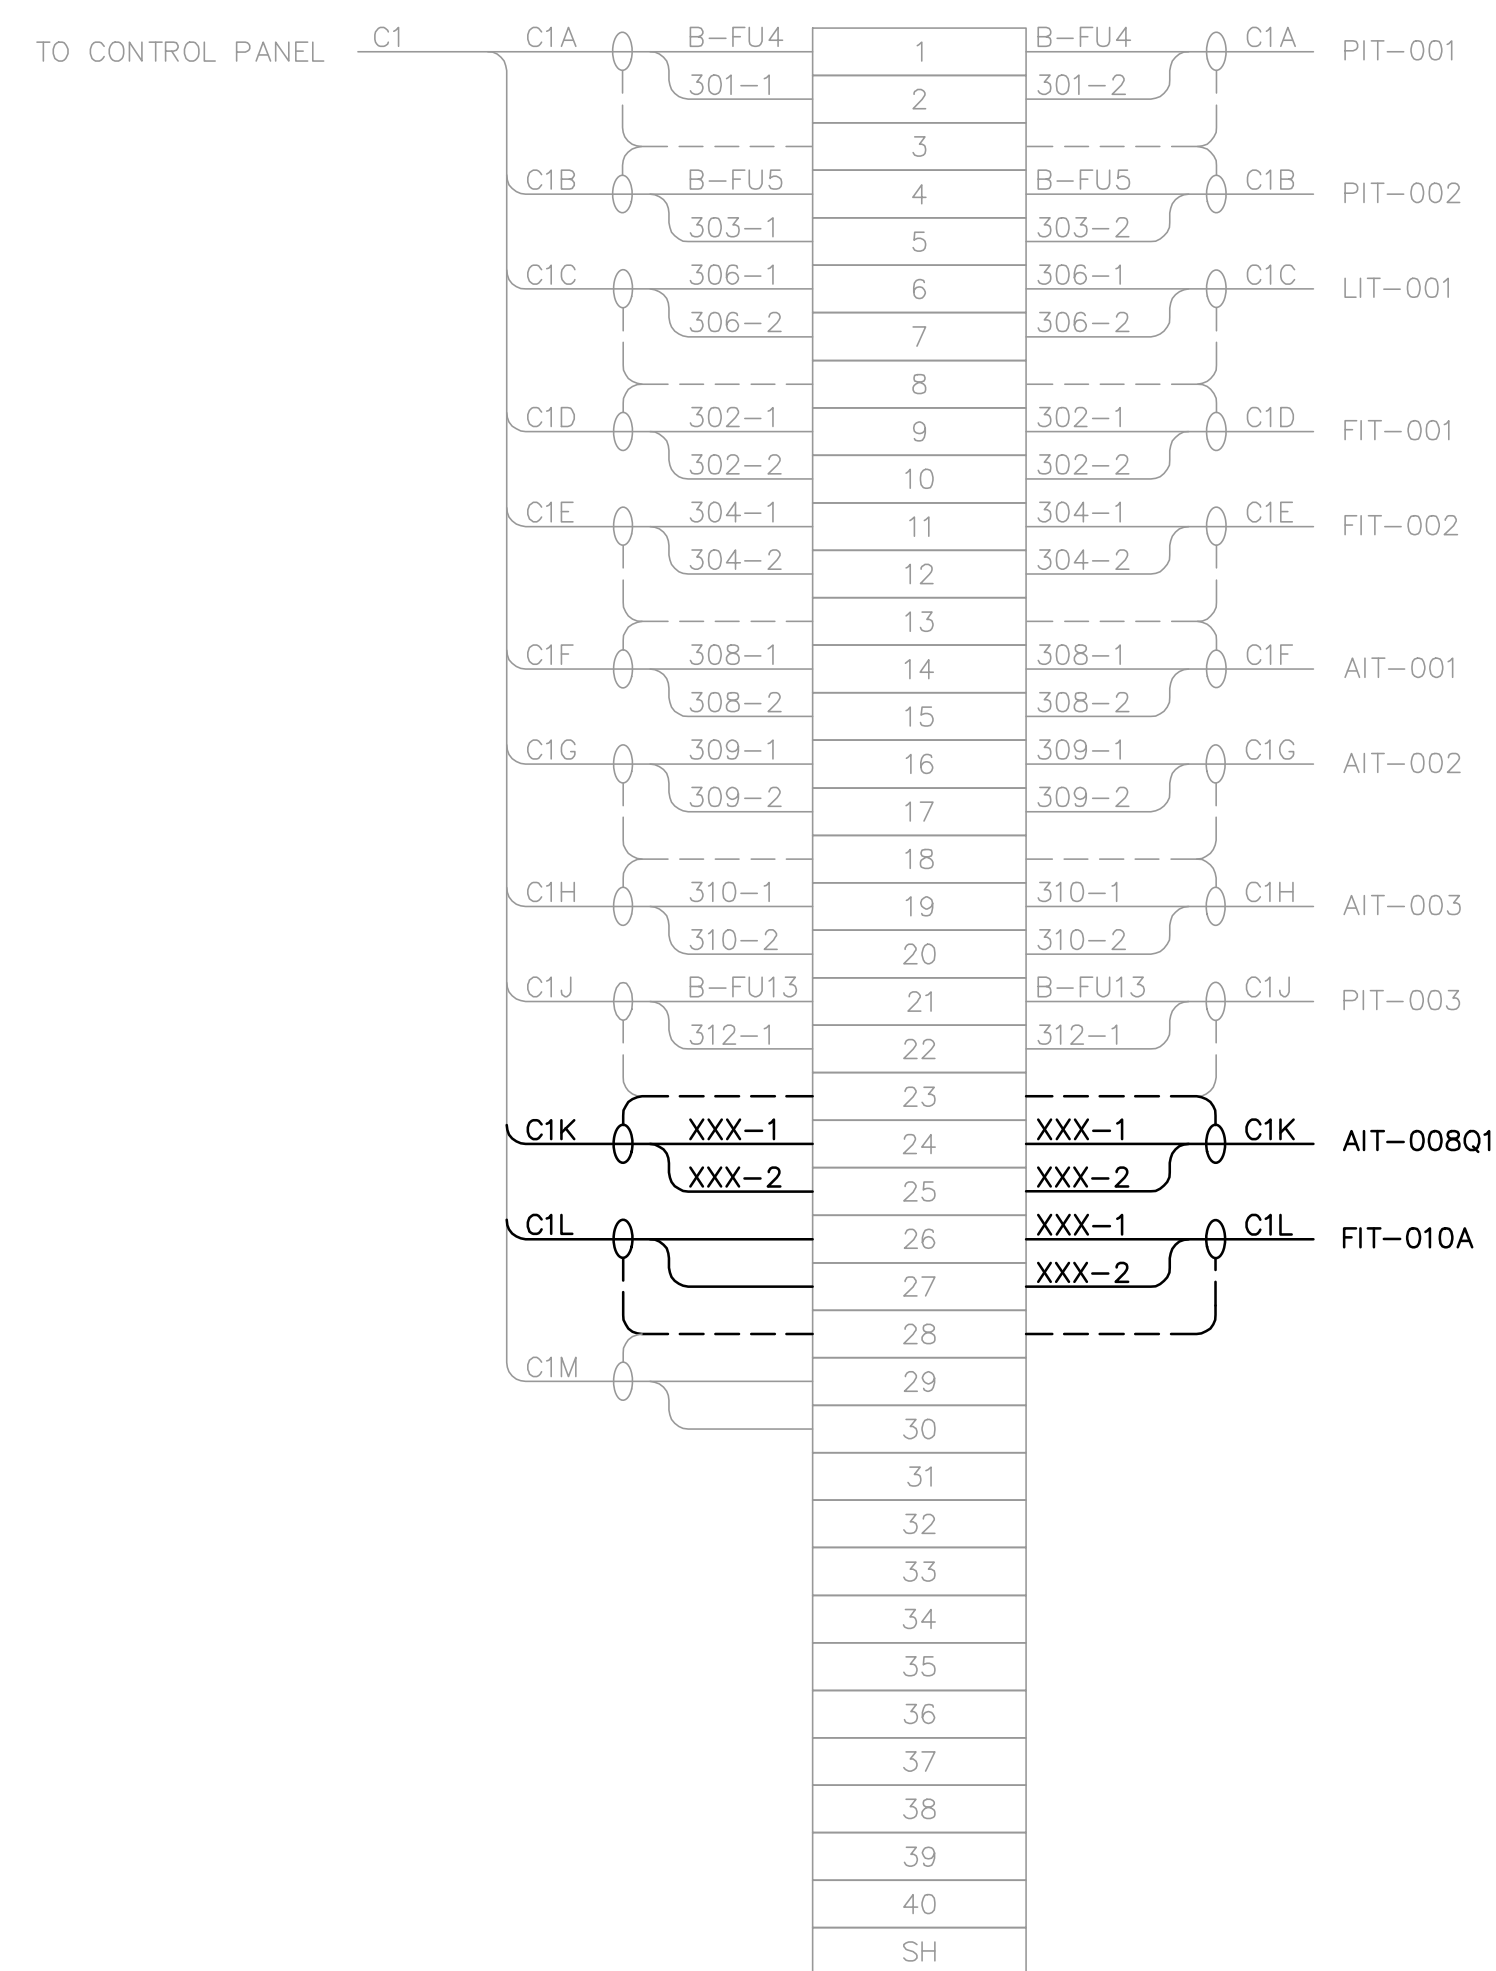 C1 C1A B-FU4 B-FU4 C1A
TO CONTROL PANEL 1 PIT-001
301-1 301-2
2
3
C1B B-FU5 B-FU5 C1B
4 PIT-002
303-1 303-2
5
C1C 306-1 306-1 C1C
6 LIT-001
306-2 306-2
7
8
C1D 302-1 302-1 C1D
9 FIT-001
302-2 302-2
10
C1E 304-1 304-1 C1E
11 FIT-002
304-2 304-2
12
13
C1F 308-1 308-1 C1F
14 AIT-001
308-2 308-2
15
C1G 309-1 309-1 C1G
16 AIT-002
309-2 309-2
17
18
C1H 310-1 310-1 C1H
19 AIT-003
310-2 310-2
20
C1J B-FU13 B-FU13 C1J
21 PIT-003
312-1 312-1
22
23
C1K XXX-1 XXX-1 C1K
24 AIT-008Q1
XXX-2 XXX-2
25
C1L XXX-1 C1L
26 FIT-010A
XXX-2
27
28
C1M
29
30
31
32
33
34
35
36
37
38
39
40
SH